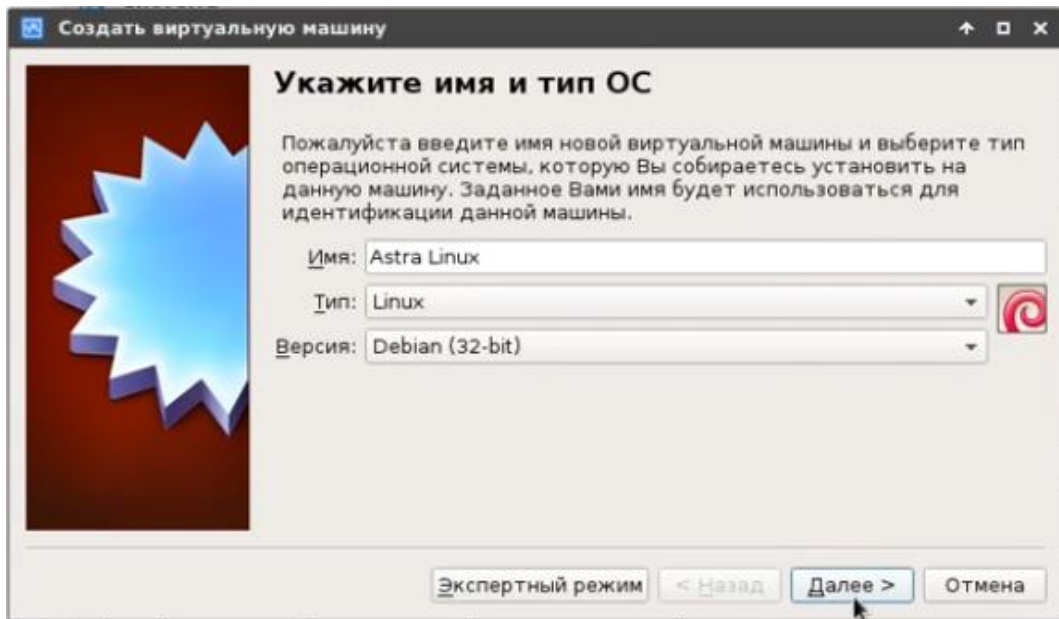 Создать виртуальную машину
Укажите имя и тип ОС
Пожалуйста введите имя новой виртуальной машины и выберите тип
операционной системы, которую Вы собираетесь установить на
данную машину. Заданное Вами имя будет использоваться для
идентификации данной машины.
Имя: Astra Linux
Тип: Linux
Версия: Debian (32-bit)
Экспертный режим < Назад Далее > Отмена